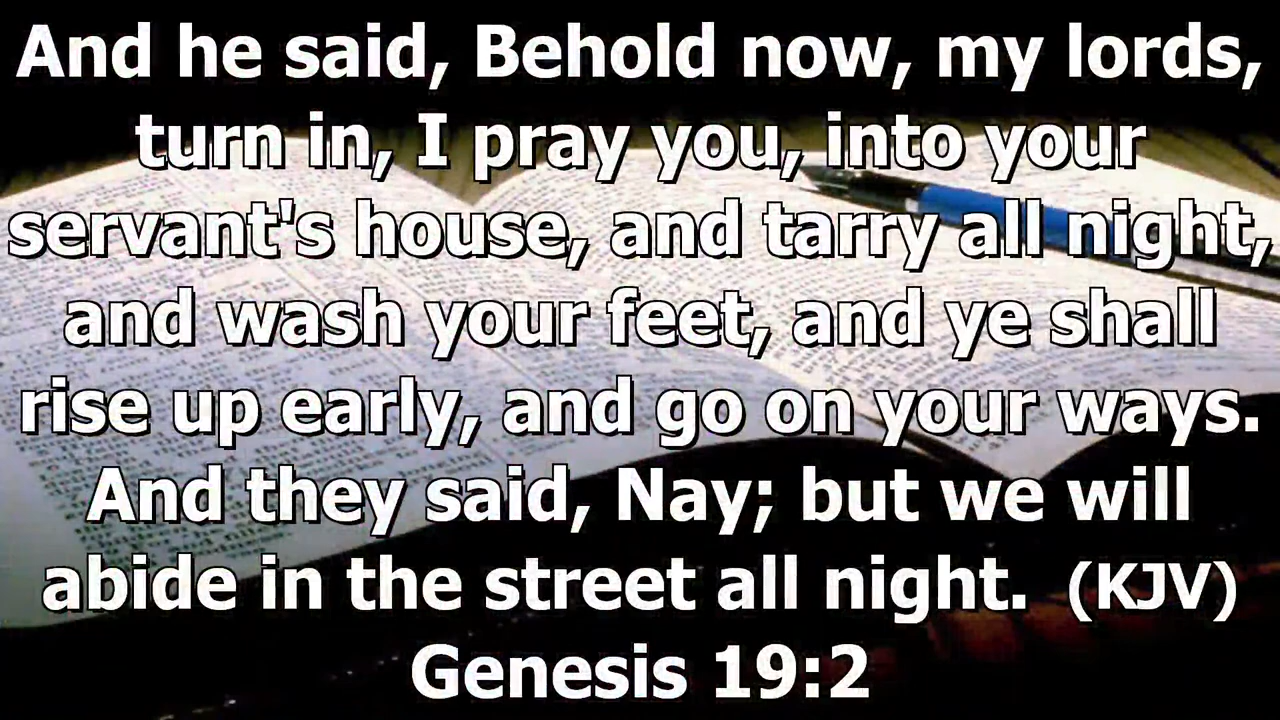 And he said, Behold now, my lords,
turn in, I pray you, into your
servant's house, and tarry all night,
and wash your feet, and ye shall
rise up early, and go on your ways.
And they said, Nay; but we will
abide in the street all night.  (KJV)
Genesis 19:2